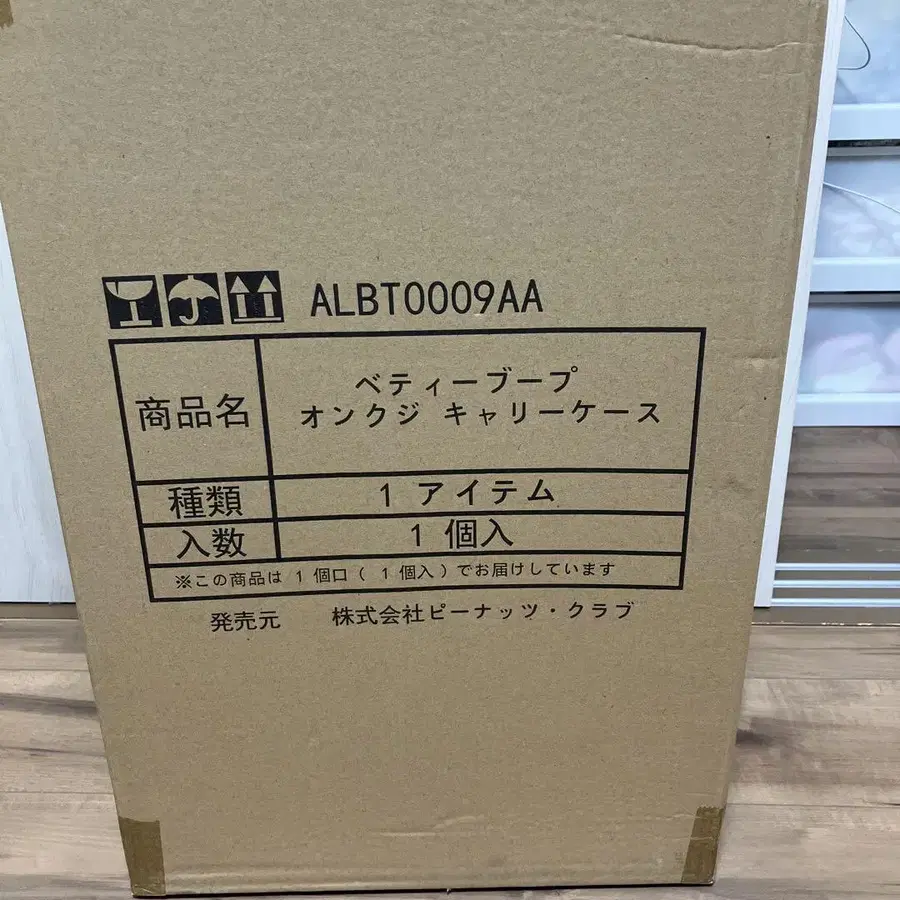 ALBT0009AA
商品名
ベティーブープ
オンクジ キャリーケース
種類 1 アイテム
入数 1 個入
※この商品は 1 個口 ( 1 個入 ) でお届けしています
発売元 株式会社ピーナッツ・クラブ